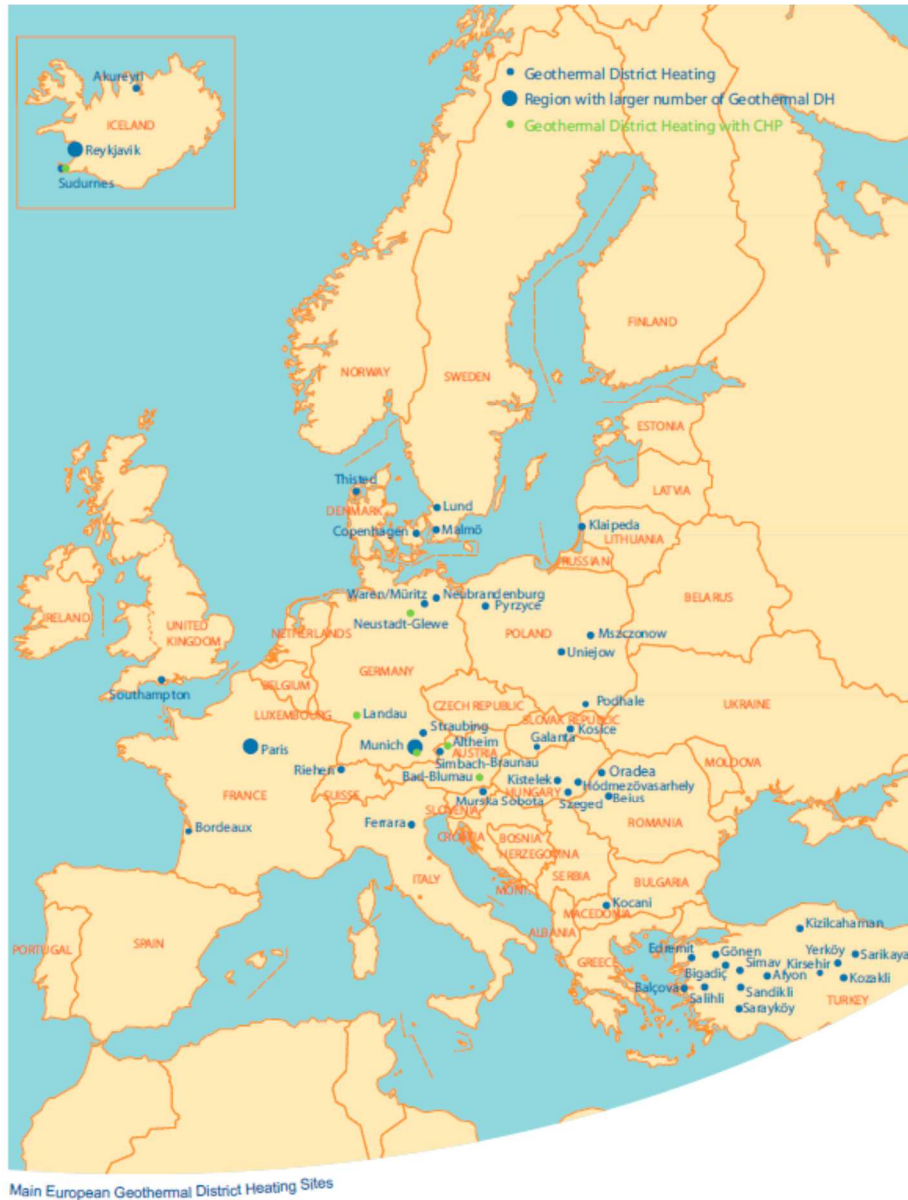 Geothermal District Heating
Region with larger number of Geothermal DH
Geothermal District Heating with CHP
Akureyri
ICELAND
Reykjavik
Sudurnes
FINLAND
NORWAY
SWEDEN
ESTONIA
LATVIA
Thisted
DENMARK
Lund
Copenhagen
Malmö
Klaipeda
LITHUANIA
RUSSIAN
BELARUS
IRELAND
UNITED
KINGDOM
NETHERLANDS
Waren/Müritz
Neubrandenburg
Neustadt-Glewe
Pyrzyce
POLAND
Mszczonow
Uniejow
GERMANY
Southampton
BELGIUM
LUXEMBOURG
Landau
CZECH REPUBLIC
Podhale
UKRAINE
SLOVAK REPUBLIC
Kosice
Galanta
Straubing
Munich
Altheim
AUSTRIA
Simbach-Braunau
Paris
Riehen
Bad-Blumau
SUISSE
FRANCE
Kistelek
HUNGARY
Hódmezövasarhely
Szeged
Oradea
Beius
MOLDOVA
Murska Sobota
SLOVENIA
Bordeaux
Ferrara
CROATIA
BOSNIA
HERZEGOVINA
ROMANIA
ITALY
MONT.
SERBIA
BULGARIA
Kocani
MACEDONIA
ALBANIA
PORTUGAL
SPAIN
GREECE
Kizilcahaman
Edremit
Gönen
Yerköy
Sarikaya
Bigadiç
Simav
Kirsehir
Afyon
Kozakli
Balçova
Salihli
Sandikli
Sarayköy
TURKEY
Main European Geothermal District Heating Sites